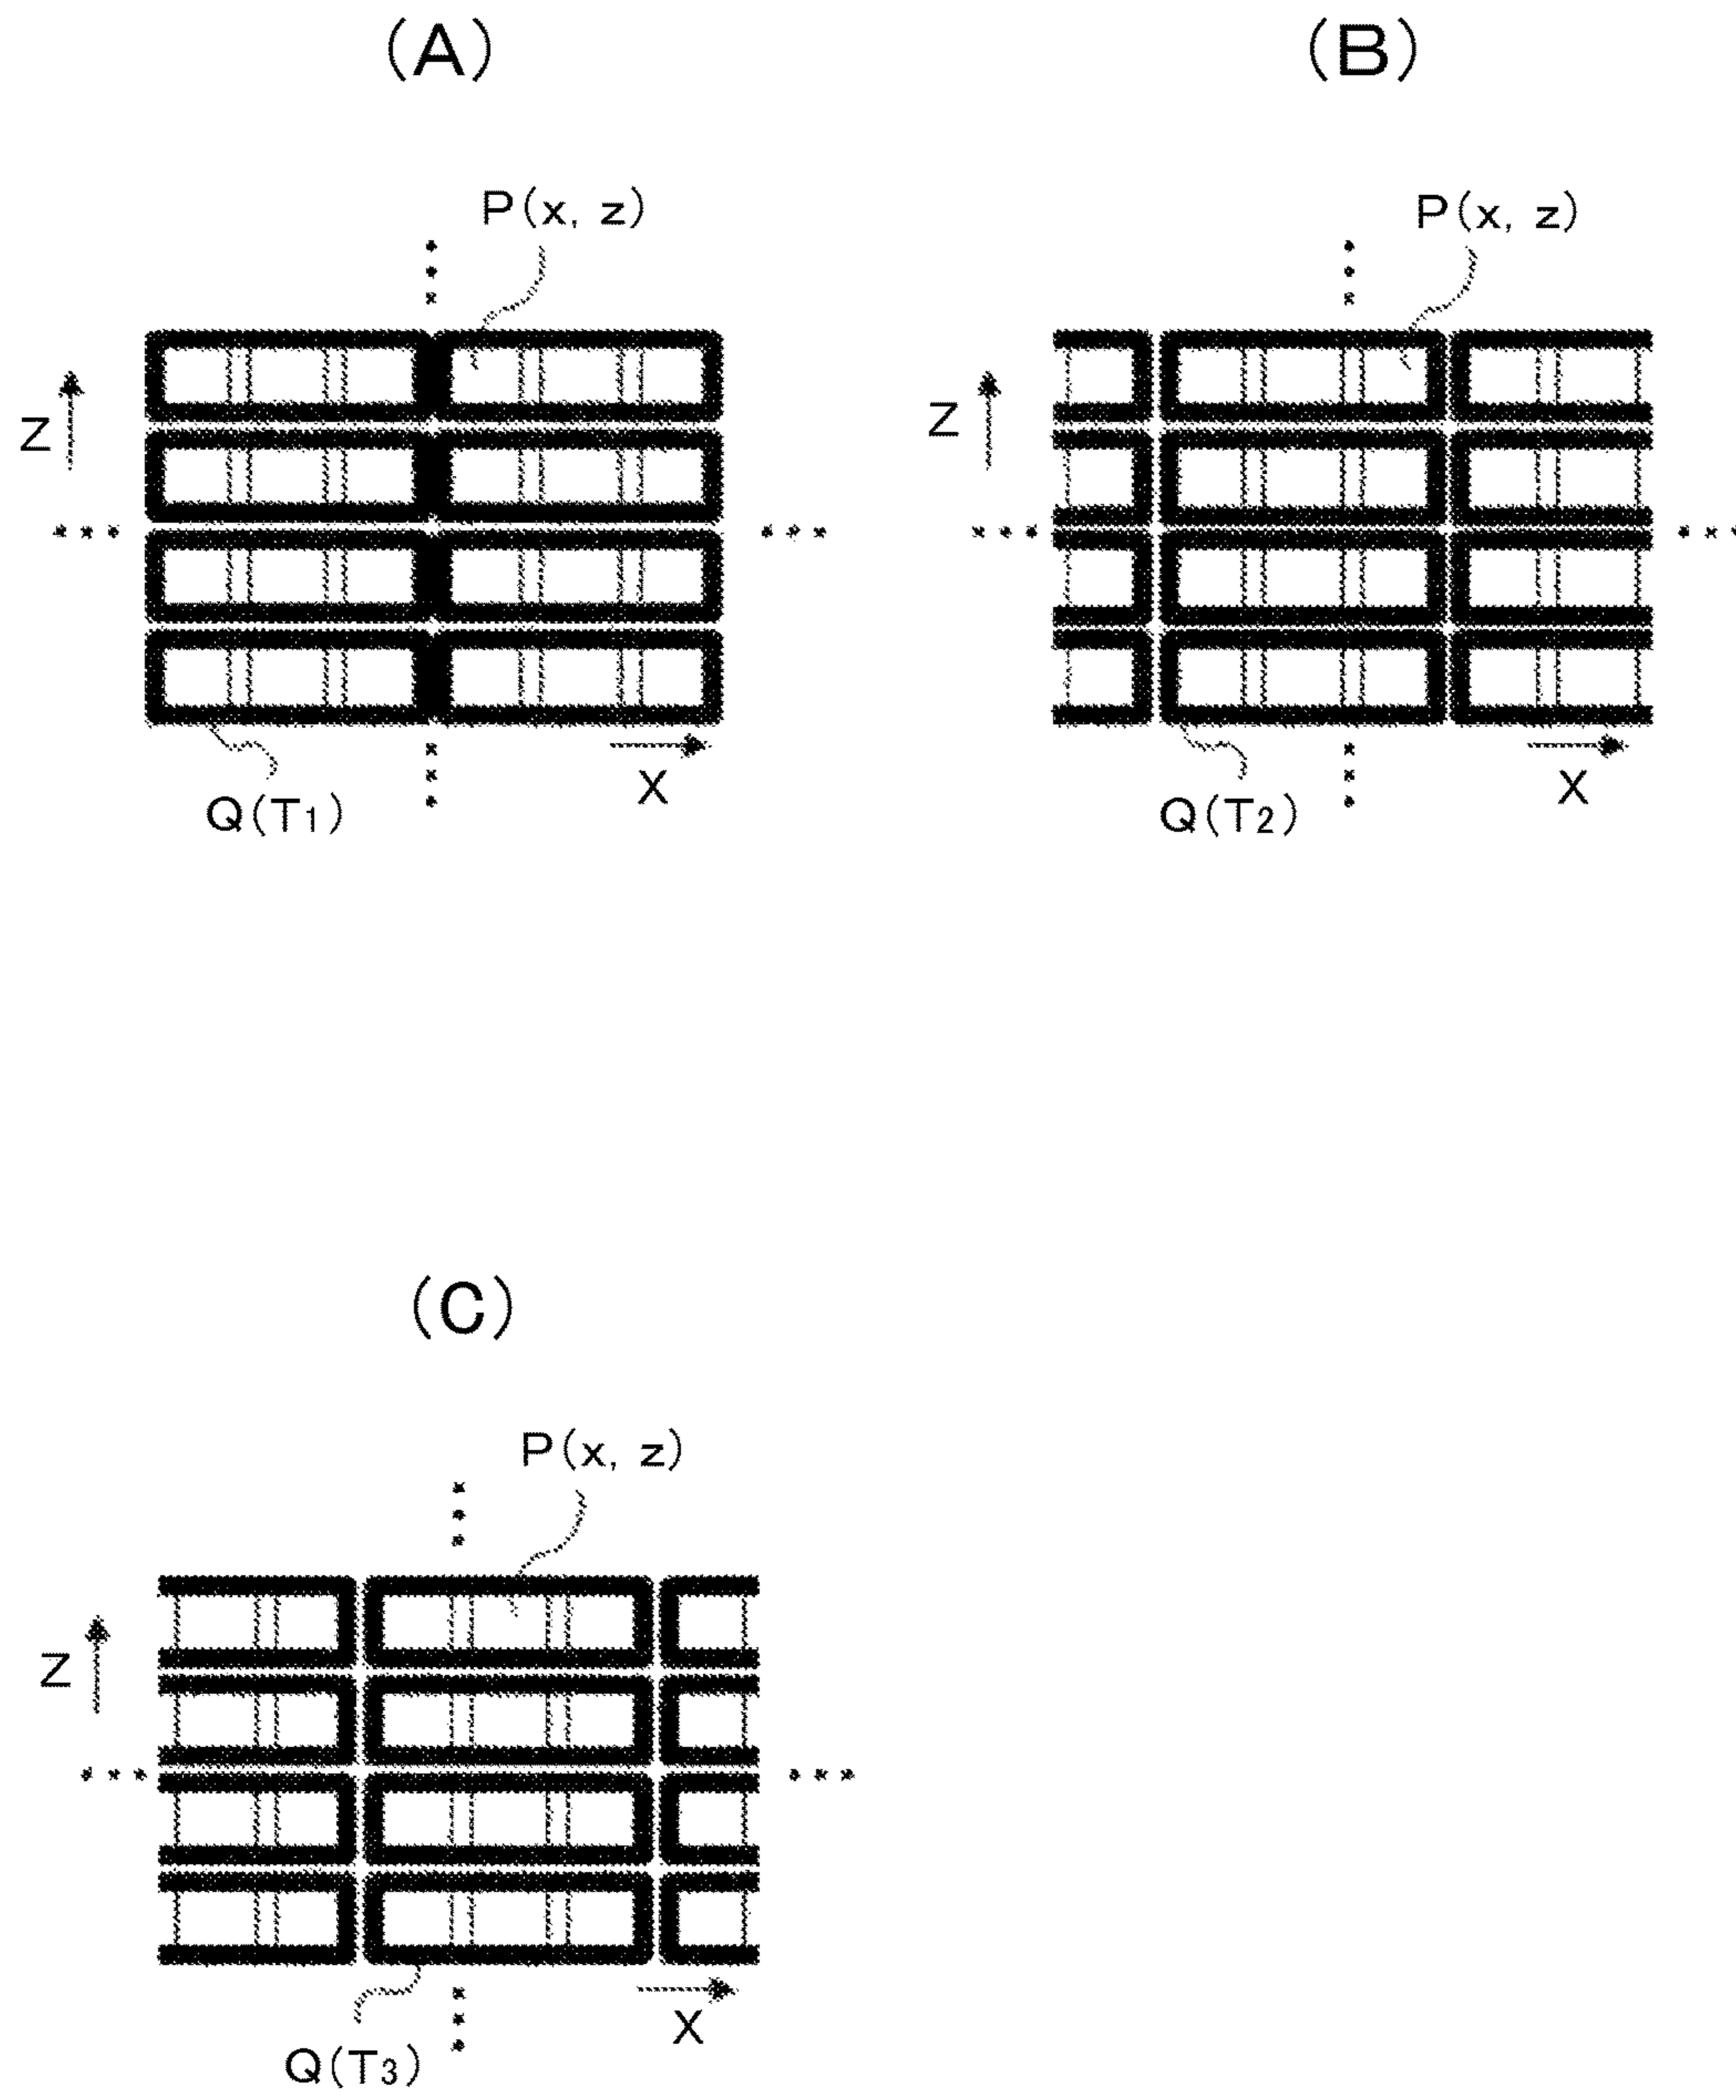 (A)
(B)
P(x, z)
P(x, z)
Z
Z
X
X
Q(T1)
Q(T2)
(C)
P(x, z)
Z
X
Q(T3)